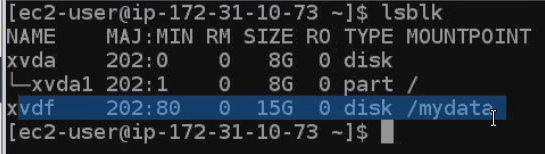 [ec2-user@ip-172-31-10-73 ~]$ lsblk
NAME    MAJ:MIN RM SIZE RO TYPE MOUNTPOINT
xvda    202:0    0   8G  0 disk
└─xvda1 202:1    0   8G  0 part /
xvdf    202:80   0  15G  0 disk /mydata
[ec2-user@ip-172-31-10-73 ~]$